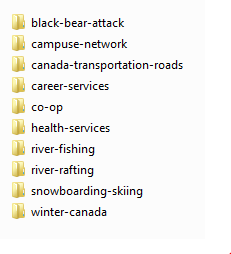 black-bear-attack
campuse-network
canada-transportation-roads
career-services
co-op
health-services
river-fishing
river-rafting
snowboarding-skiing
winter-canada